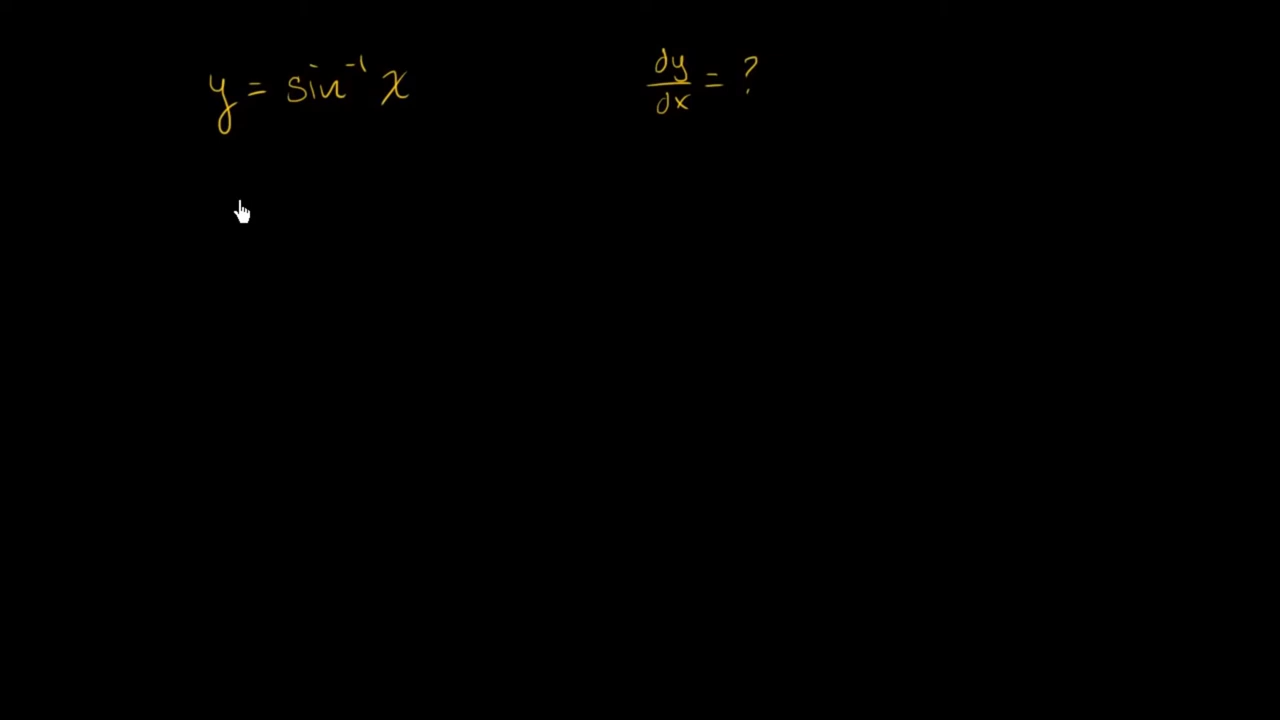 y = sin⁻¹ x
dy/dx = ?